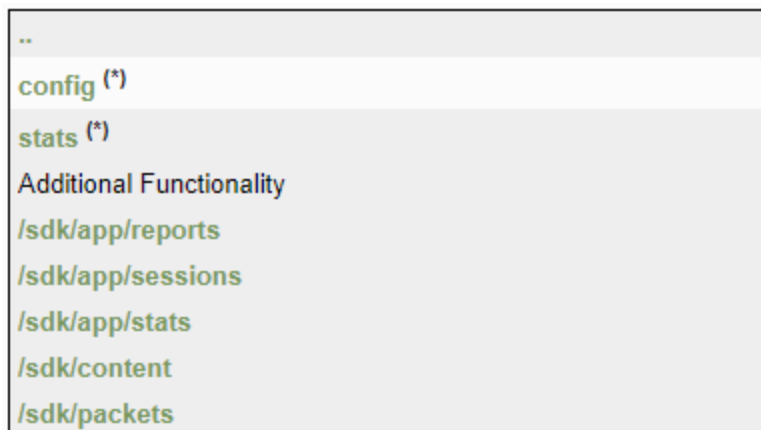 ..
config (*)
stats (*)
Additional Functionality
/sdk/app/reports
/sdk/app/sessions
/sdk/app/stats
/sdk/content
/sdk/packets